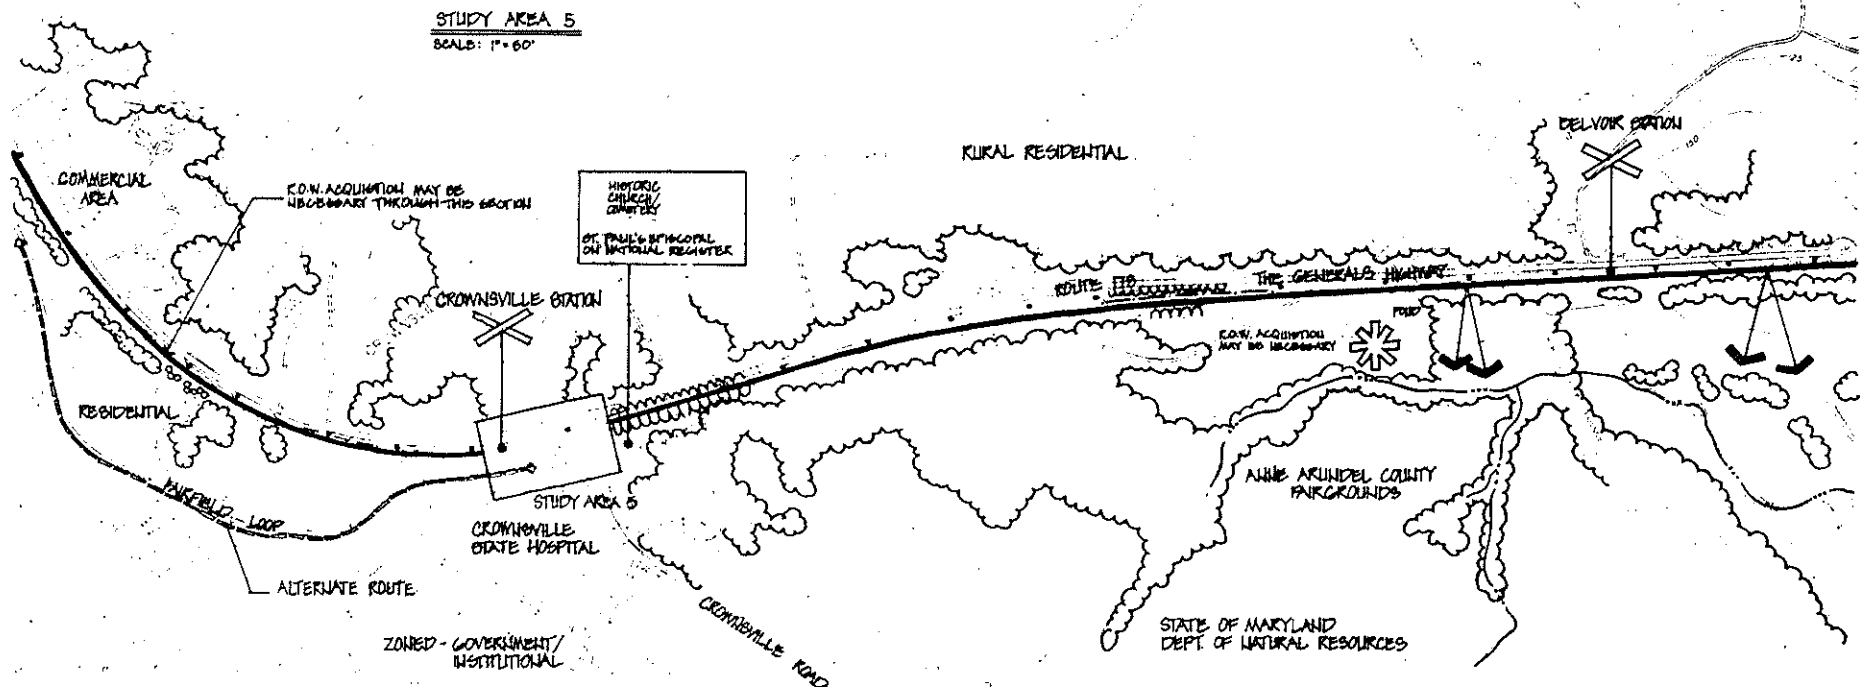 STUDY AREA 5
SCALE: 1"=60'
BELVOIR STATION
RURAL RESIDENTIAL
COMMERCIAL
AREA
R.O.W. ACQUISITION MAY BE
NECESSARY THROUGH THIS SECTION
HISTORIC
CHURCH/
CEMETERY
ST. PAUL'S EPISCOPAL
ON NATIONAL REGISTER
ROUTE 178
THE GENERALS HIGHWAY
CROWNSVILLE STATION
POND
R.O.W. ACQUISITION
MAY BE NECESSARY
RESIDENTIAL
ANNE ARUNDEL COUNTY
FAIRGROUNDS
FAIRFIELD LOOP
STUDY AREA 5
CROWNSVILLE
STATE HOSPITAL
ALTERNATE ROUTE
CROWNSVILLE ROAD
STATE OF MARYLAND
DEPT. OF NATURAL RESOURCES
ZONED - GOVERNMENT/
INSTITUTIONAL